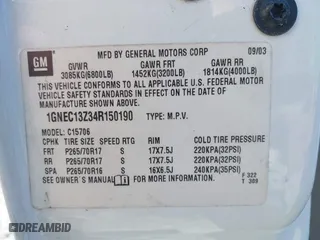 GM
MFD BY GENERAL MOTORS CORP 09/03
GVWR GAWR FRT GAWR RR
3085KG(6800LB) 1452KG(3200LB) 1814KG(4000LB)
THIS VEHICLE CONFORMS TO ALL APPLICABLE
U.S. FEDERAL MOTOR
VEHICLE SAFETY
STANDARDS IN EFFECT ON THE DATE OF
MANUFACTURE SHOWN ABOVE.
1GNEC13Z34R150190 TYPE: M.P.V.
MODEL: C15706
CPHK TIRE SIZE SPEED RTG RIM COLD TIRE PRESSURE
FRT P265/70R17 S 17X7.5J 220KPA(32PSI)
RR P265/70R17 S 17X7.5J 220KPA(32PSI)
SPA P265/70R16 S 16X6.5J 240KPA(35PSI)
SEE OWNER'S MANUAL FOR MORE INFORMATION.
F 322
T 309
AutoBidMaster